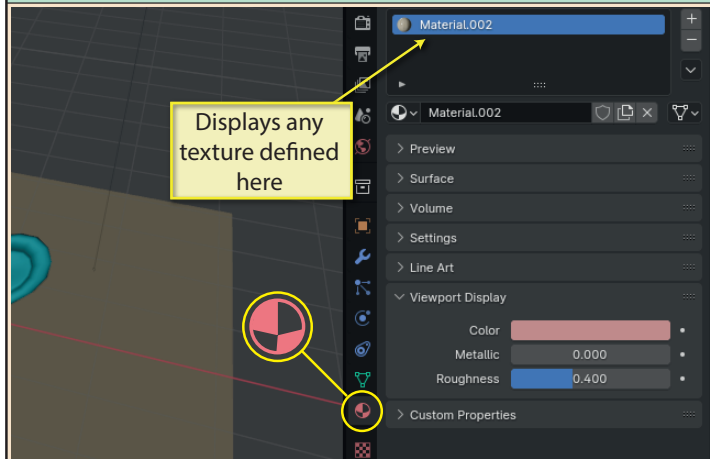 Material.002
Displays any
texture defined
here
Material.002
Preview
Surface
Volume
Settings
Line Art
Viewport Display
Color
Metallic 0.000
Roughness 0.400
Custom Properties